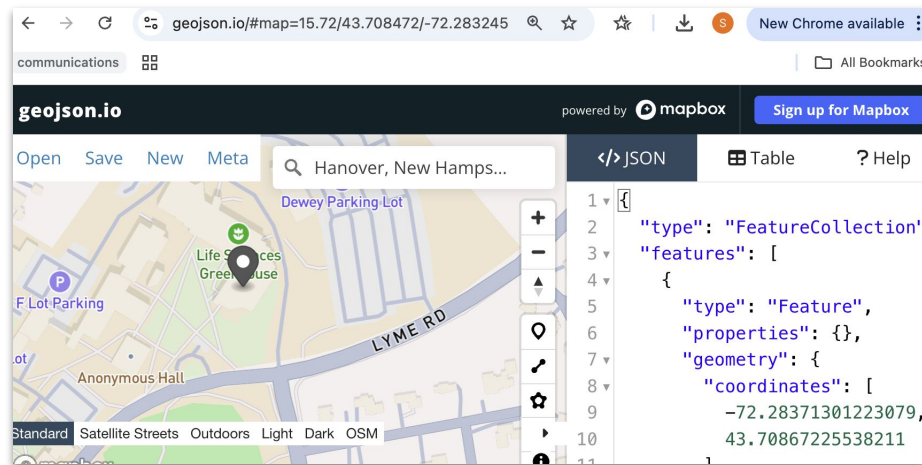 geojson.io/#map=15.72/43.708472/-72.283245
S
New Chrome available
communications
All Bookmarks
geojson.io
powered by mapbox
Sign up for Mapbox
Open Save New Meta
Hanover, New Hamps...
</> JSON
Table
? Help
Dewey Parking Lot
Life
ces
Gree
use
P
F Lot Parking
LYME RD
Anonymous Hall
Standard Satellite Streets Outdoors Light Dark OSM
1 {
2 "type": "FeatureCollection"
3 "features": [
4 {
5 "type": "Feature",
6 "properties": {},
7 "geometry": {
8 "coordinates": [
9 -72.28371301223079,
10 43.70867225538211